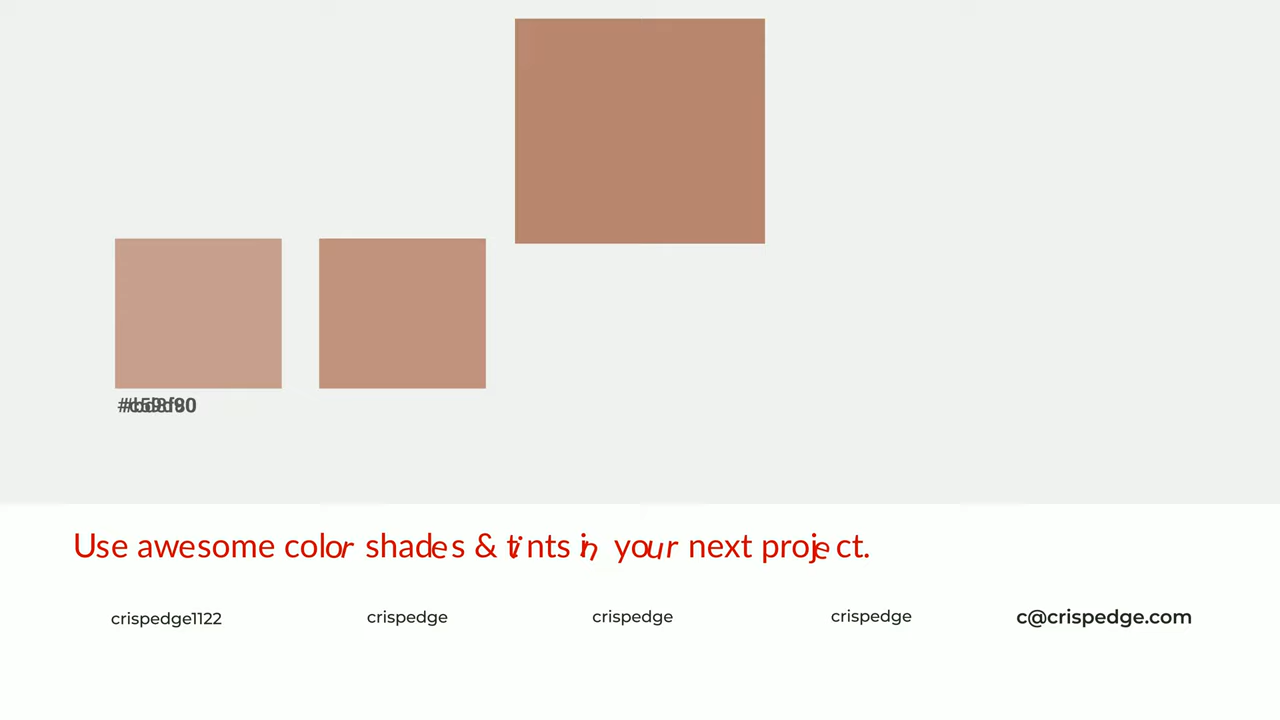 Use awesome color shades & tints in your next project.
crispedge1122 crispedge crispedge crispedge c@crispedge.com